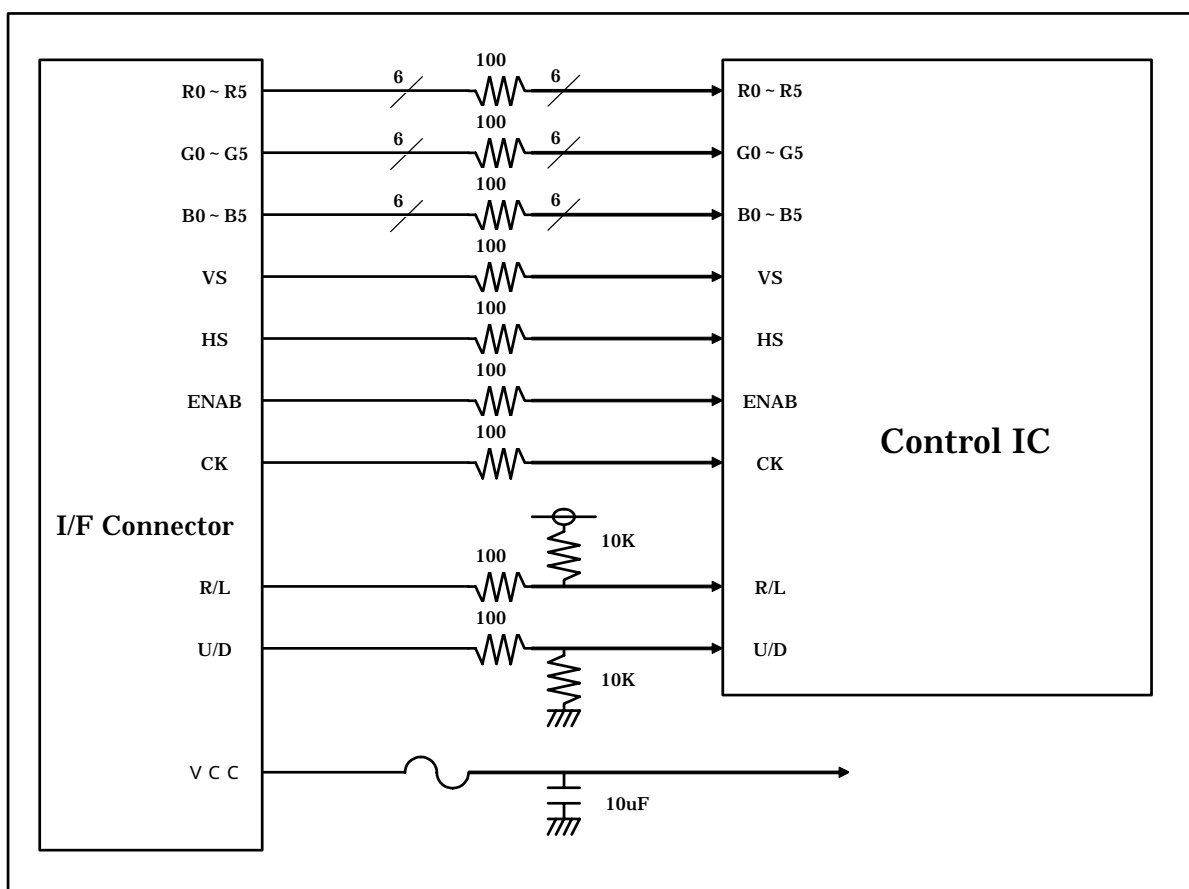 100
R0 ~ R5 6 6 R0 ~ R5
100
G0 ~ G5 6 6 G0 ~ G5
100
B0 ~ B5 6 6 B0 ~ B5
100
VS VS
100
HS HS
100
ENAB ENAB
100
CK CK
Control IC
I/F Connector
10K
100
R/L R/L
100
U/D U/D
10K
VCC
10uF